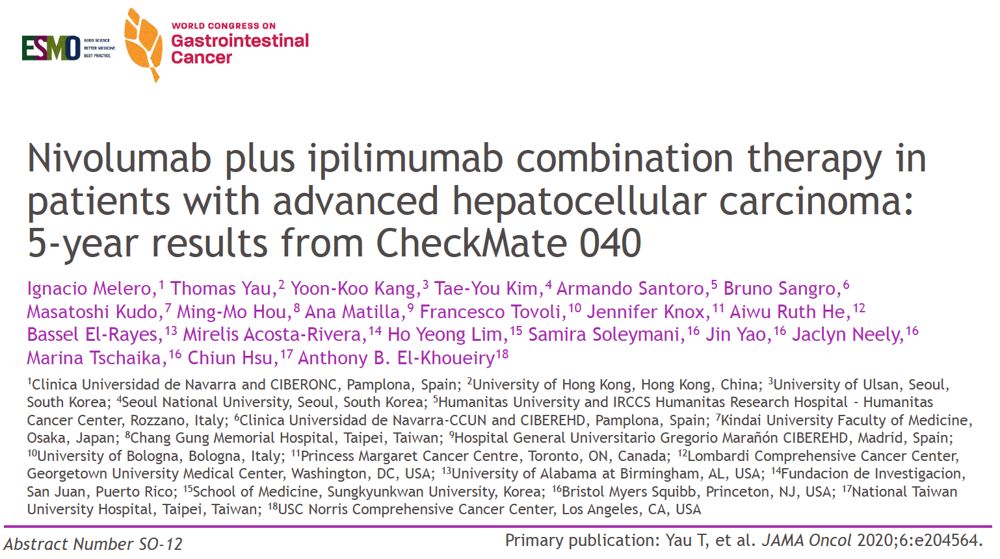 ESMO
GOOD SCIENCE
BETTER MEDICINE
BEST PRACTICE
WORLD CONGRESS ON
Gastrointestinal
Cancer
Nivolumab plus ipilimumab combination therapy in
patients with advanced hepatocellular carcinoma:
5-year results from CheckMate 040
Ignacio Melero,¹ Thomas Yau,² Yoon-Koo Kang,³ Tae-You Kim,⁴ Armando Santoro,⁵ Bruno Sangro,⁶
Masatoshi Kudo,⁷ Ming-Mo Hou,⁸ Ana Matilla,⁹ Francesco Tovoli,¹⁰ Jennifer Knox,¹¹ Aiwu Ruth He,¹²
Bassel El-Rayes,¹³ Mirelis Acosta-Rivera,¹⁴ Ho Yeong Lim,¹⁵ Samira Soleymani,¹⁶ Jin Yao,¹⁶ Jaclyn Neely,¹⁶
Marina Tschaika,¹⁶ Chiun Hsu,¹⁷ Anthony B. El-Khoueiry¹⁸
¹Clinica Universidad de Navarra and CIBERONC, Pamplona, Spain; ²University of Hong Kong, Hong Kong, China; ³University of Ulsan, Seoul,
South Korea; ⁴Seoul National University, Seoul, South Korea; ⁵Humanitas University and IRCCS Humanitas Research Hospital - Humanitas
Cancer Center, Rozzano, Italy; ⁶Clinica Universidad de Navarra-CCUN and CIBEREHD, Pamplona, Spain; ⁷Kindai University Faculty of Medicine,
Osaka, Japan; ⁸Chang Gung Memorial Hospital, Taipei, Taiwan; ⁹Hospital General Universitario Gregorio Marañón CIBEREHD, Madrid, Spain;
¹⁰University of Bologna, Bologna, Italy; ¹¹Princess Margaret Cancer Centre, Toronto, ON, Canada; ¹²Lombardi Comprehensive Cancer Center,
Georgetown University Medical Center, Washington, DC, USA; ¹³University of Alabama at Birmingham, AL, USA; ¹⁴Fundacion de Investigacion,
San Juan, Puerto Rico; ¹⁵School of Medicine, Sungkyunkwan University, Korea; ¹⁶Bristol Myers Squibb, Princeton, NJ, USA; ¹⁷National Taiwan
University Hospital, Taipei, Taiwan; ¹⁸USC Norris Comprehensive Cancer Center, Los Angeles, CA, USA
Abstract Number SO-12
Primary publication: Yau T, et al. JAMA Oncol 2020;6:e204564.